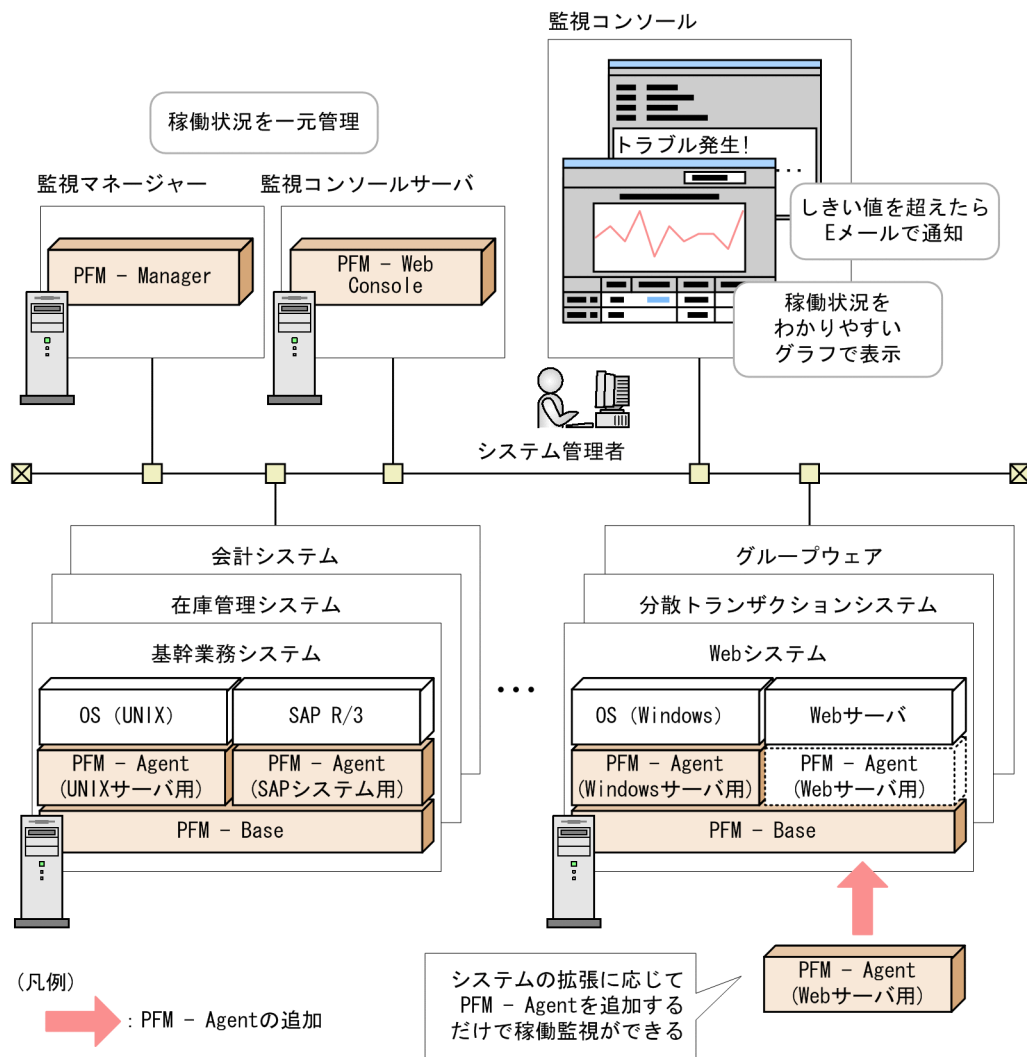 監視コンソール
稼働状況を一元管理
トラブル発生!
...
監視マネージャー
監視コンソールサーバ
しきい値を超えたら
Eメールで通知
PFM − Manager
PFM − Web
Console
稼働状況を
わかりやすい
グラフで表示
システム管理者
会計システム
在庫管理システム
基幹業務システム
OS(UNIX)
SAP R/3
PFM − Agent
(UNIXサーバ用)
PFM − Agent
(SAPシステム用)
PFM − Base
...
グループウェア
分散トランザクションシステム
Webシステム
OS(Windows)
Webサーバ
PFM − Agent
(Windowsサーバ用)
PFM − Agent
(Webサーバ用)
PFM − Base
システムの拡張に応じて
PFM − Agentを追加する
だけで稼働監視ができる
PFM − Agent
(Webサーバ用)
(凡例)
: PFM − Agentの追加